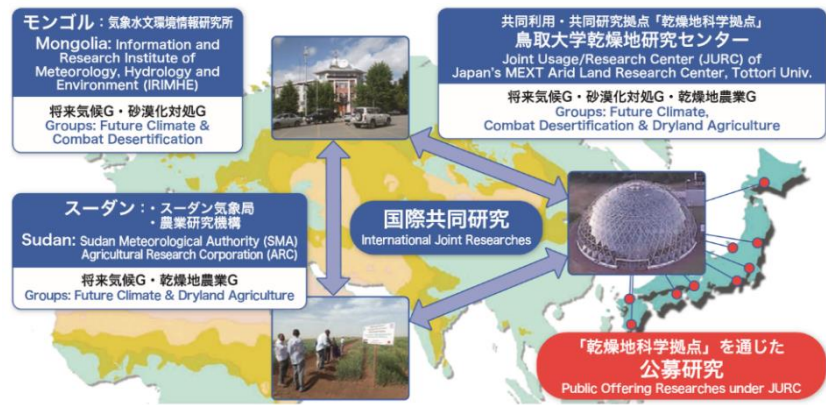 モンゴル：気象水文環境情報研究所
Mongolia: Information and
Research Institute of
Meteorology, Hydrology and
Environment (IRIMHE)
将来気候G・砂漠化対処G
Groups: Future Climate &
Combat Desertification
共同利用・共同研究拠点「乾燥地科学拠点」
鳥取大学乾燥地研究センター
Joint Usage/Research Center (JURC) of
Japan's MEXT Arid Land Research Center, Tottori Univ.
将来気候G・砂漠化対処G・乾燥地農業G
Groups: Future Climate,
Combat Desertification & Dryland Agriculture
スーダン：・スーダン気象局
・農業研究機構
Sudan: Sudan Meteorological Authority (SMA)
Agricultural Research Corporation (ARC)
将来気候G・乾燥地農業G
Groups: Future Climate & Dryland Agriculture
国際共同研究
International Joint Researches
「乾燥地科学拠点」を通じた
公募研究
Public Offering Researches under JURC